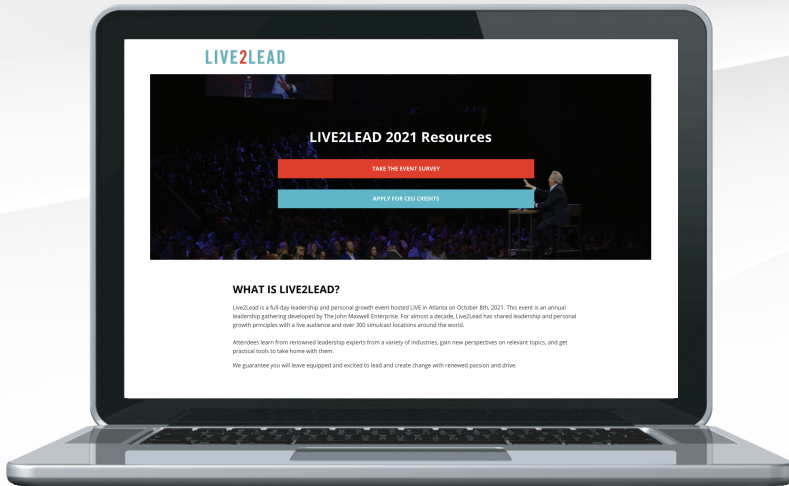 LIVE2LEAD
LIVE2LEAD 2021 Resources
TAKE THE EVENT SURVEY
APPLY FOR CEU CREDITS
WHAT IS LIVE2LEAD?
Live2Lead is a full-day leadership and personal growth event hosted LIVE in Atlanta on October 8th, 2021. This event is an annual
leadership gathering developed by The John Maxwell Enterprise. For almost a decade, Live2Lead has shared leadership and personal
growth principles with a live audience and over 300 simulcast locations around the world.
Attendees learn from renowned leadership experts from a variety of industries, gain new perspectives on relevant topics, and get
practical tools to take home with them.
We guarantee you will leave equipped and excited to lead and create change with renewed passion and drive.